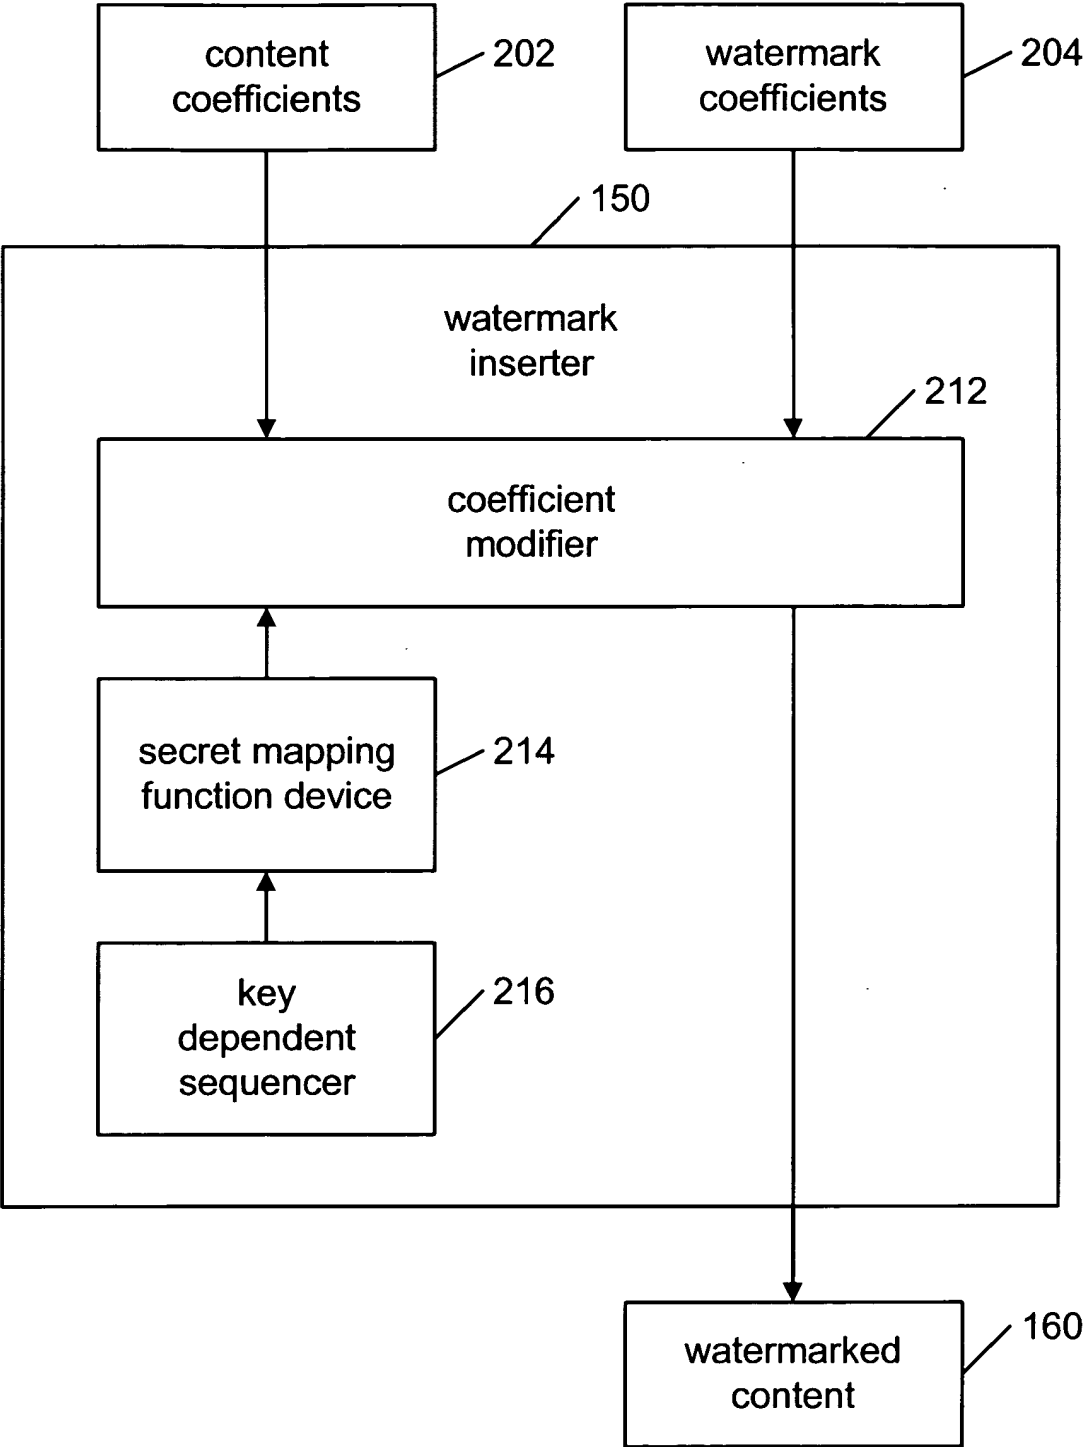 content
coefficients
202
watermark
coefficients
204
150
watermark
inserter
212
coefficient
modifier
secret mapping
function device
214
key
dependent
sequencer
216
watermarked
content
160